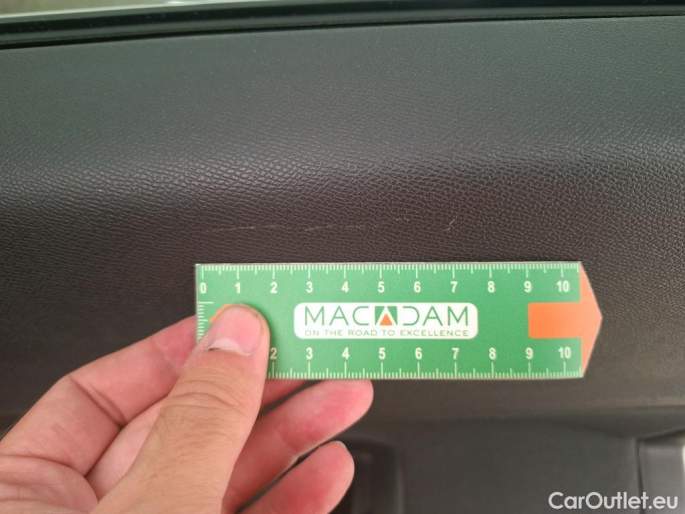 0 1 2 3 4 5 6 7 8 9 10
MACADAM
ON THE ROAD TO EXCELLENCE
2 3 4 5 6 7 8 9 10
CarOutlet.eu